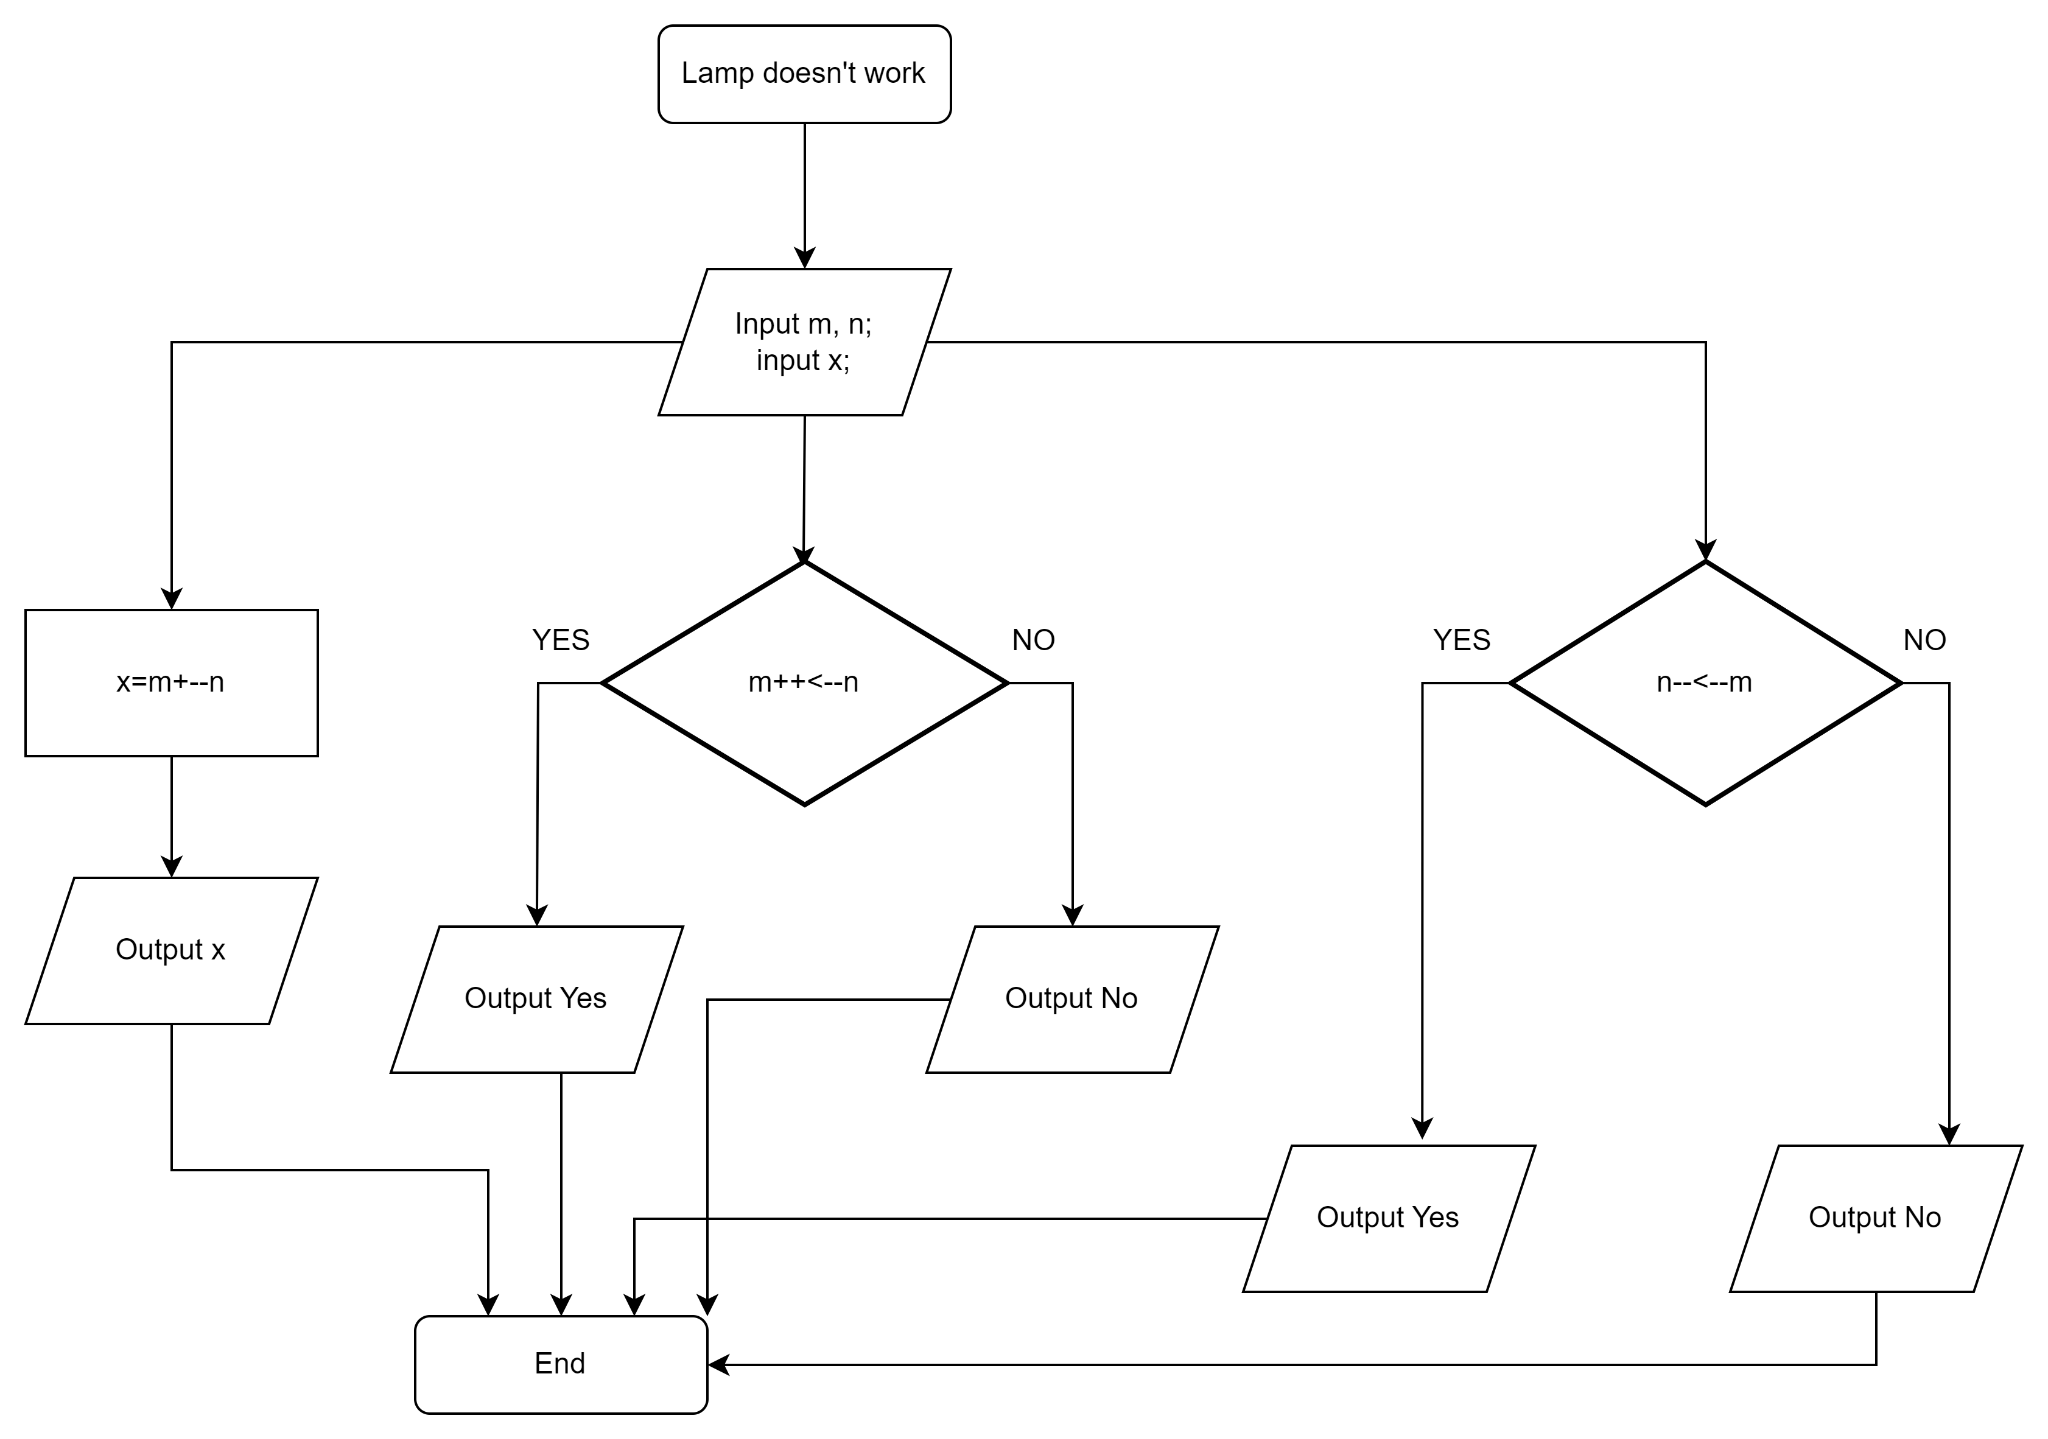 Lamp doesn't work
Input m, n;
input x;
YES
NO
YES
NO
x=m+--n
m++<--n
n--<--m
Output x
Output Yes
Output No
Output Yes
Output No
End